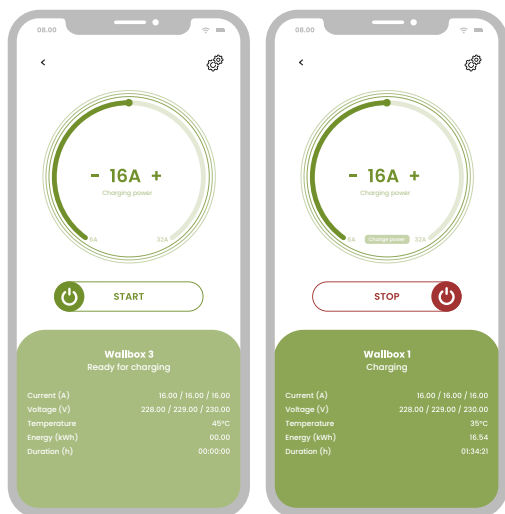 08.00
- 16A +
Charging power
6A 32A
START
Wallbox 3
Ready for charging
Current (A) 16.00 / 16.00 / 16.00
Voltage (V) 228.00 / 229.00 / 230.00
Temperature 45°C
Energy (kWh) 00.00
Duration (h) 00:00:00
08.00
- 16A +
Charging power
6A Charge power 32A
STOP
Wallbox 1
Charging
Current (A) 16.00 / 16.00 / 16.00
Voltage (V) 228.00 / 229.00 / 230.00
Temperature 35°C
Energy (kWh) 16.54
Duration (h) 01:34:21